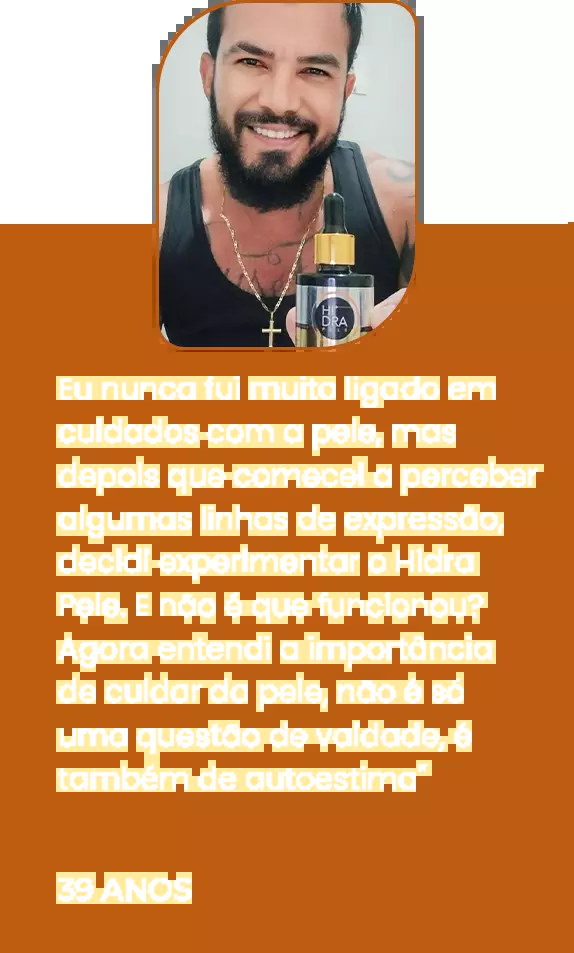 HI
DRA
PELE
Eu nunca fui muito ligado em
cuidados com a pele, mas
depois que comecei a perceber
algumas linhas de expressão,
decidi experimentar o Hidra
Pele. E não é que funcionou?
Agora entendi a importância
de cuidar da pele, não é só
uma questão de vaidade, é
também de autoestima"
39 ANOS